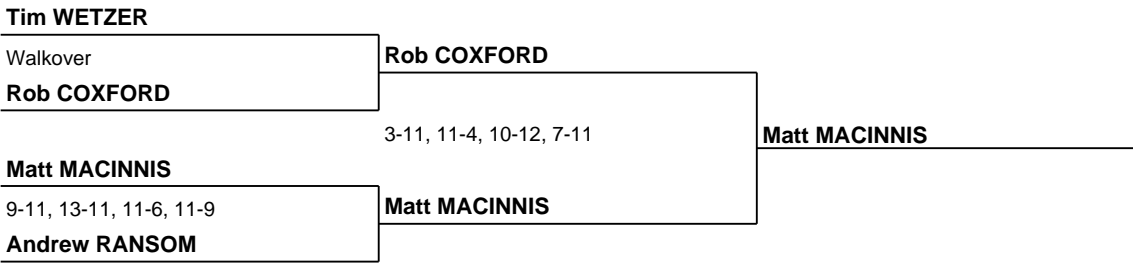 Tim WETZER
Walkover
Rob COXFORD
Rob COXFORD
3-11, 11-4, 10-12, 7-11
Matt MACINNIS
Matt MACINNIS
9-11, 13-11, 11-6, 11-9
Matt MACINNIS
Andrew RANSOM